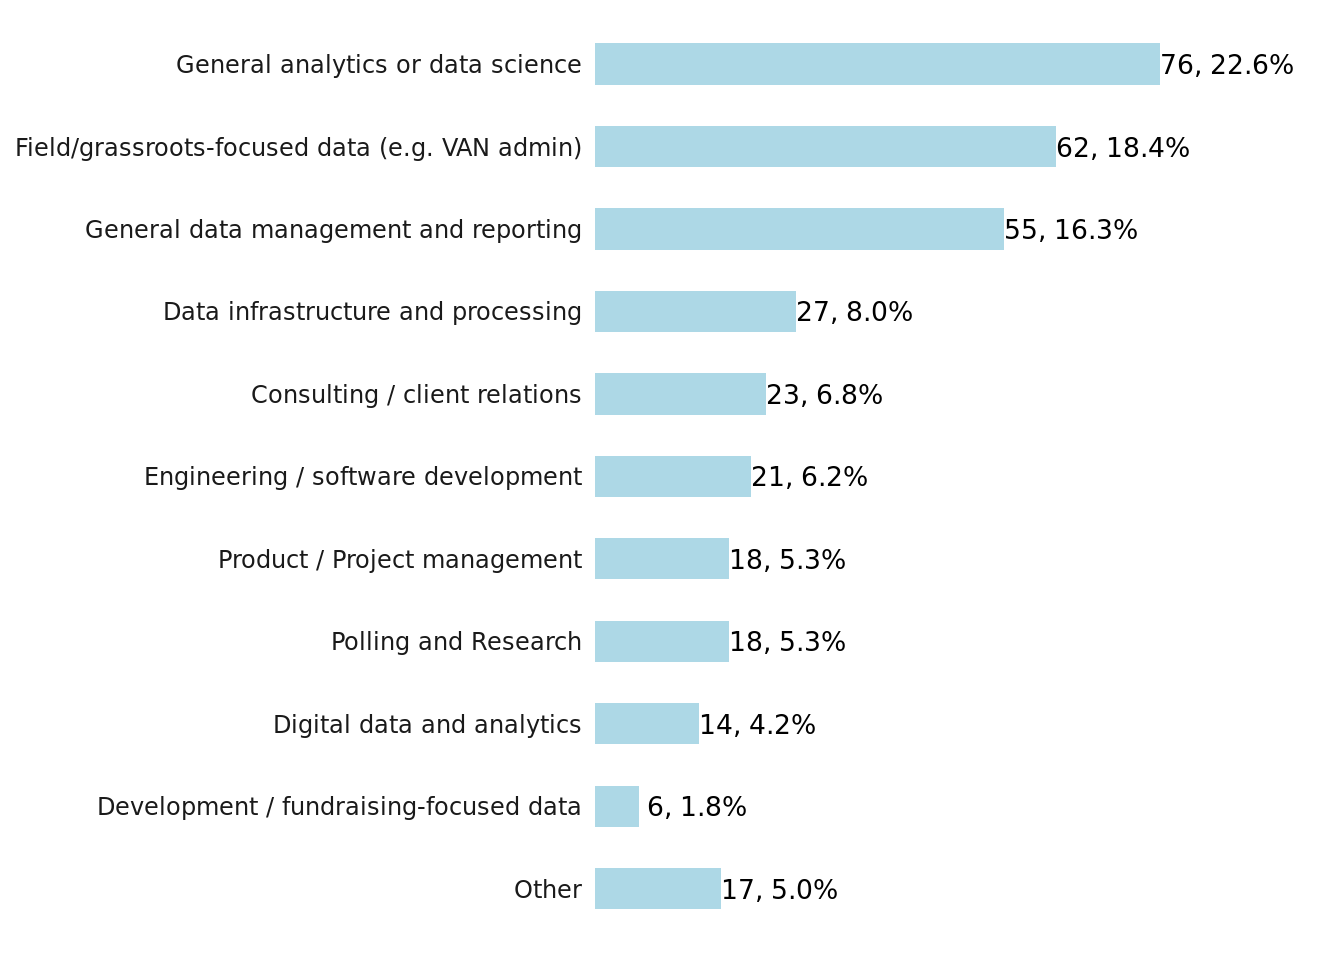 General analytics or data science 76, 22.6%
Field/grassroots-focused data (e.g. VAN admin) 62, 18.4%
General data management and reporting 55, 16.3%
Data infrastructure and processing 27, 8.0%
Consulting / client relations 23, 6.8%
Engineering / software development 21, 6.2%
Product / Project management 18, 5.3%
Polling and Research 18, 5.3%
Digital data and analytics 14, 4.2%
Development / fundraising-focused data 6, 1.8%
Other 17, 5.0%